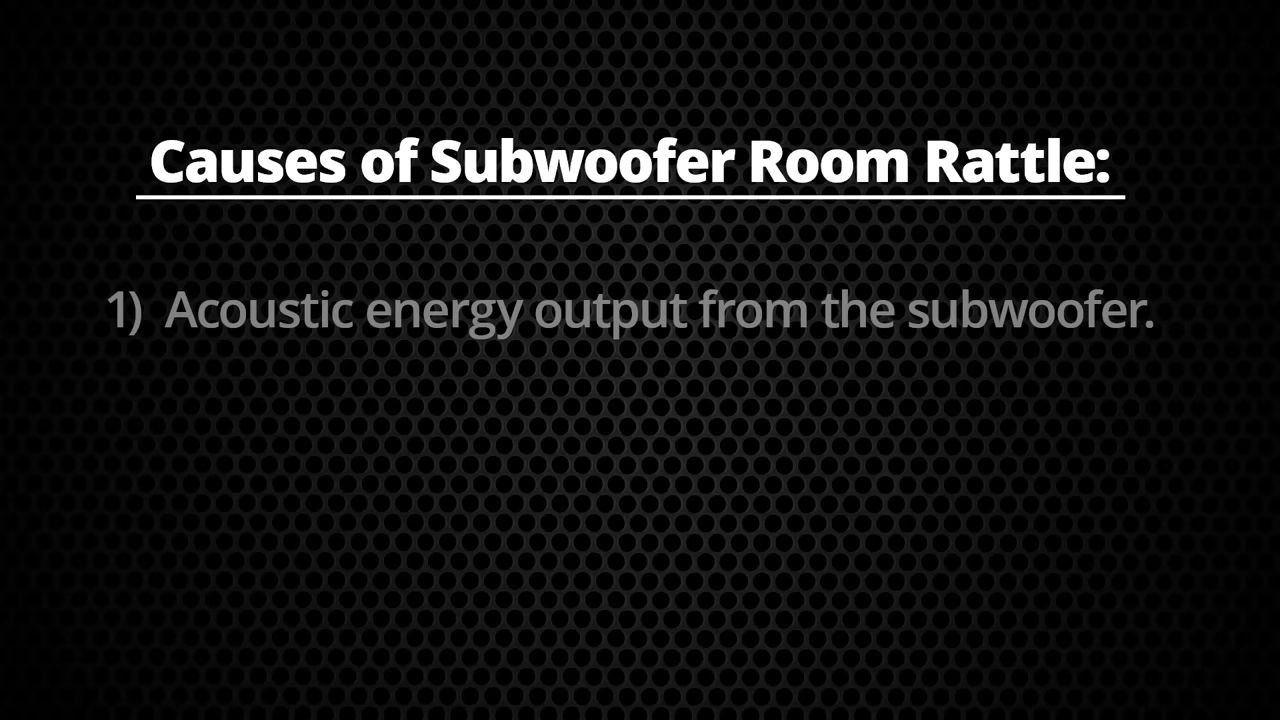 Causes of Subwoofer Room Rattle:
1) Acoustic energy output from the subwoofer.